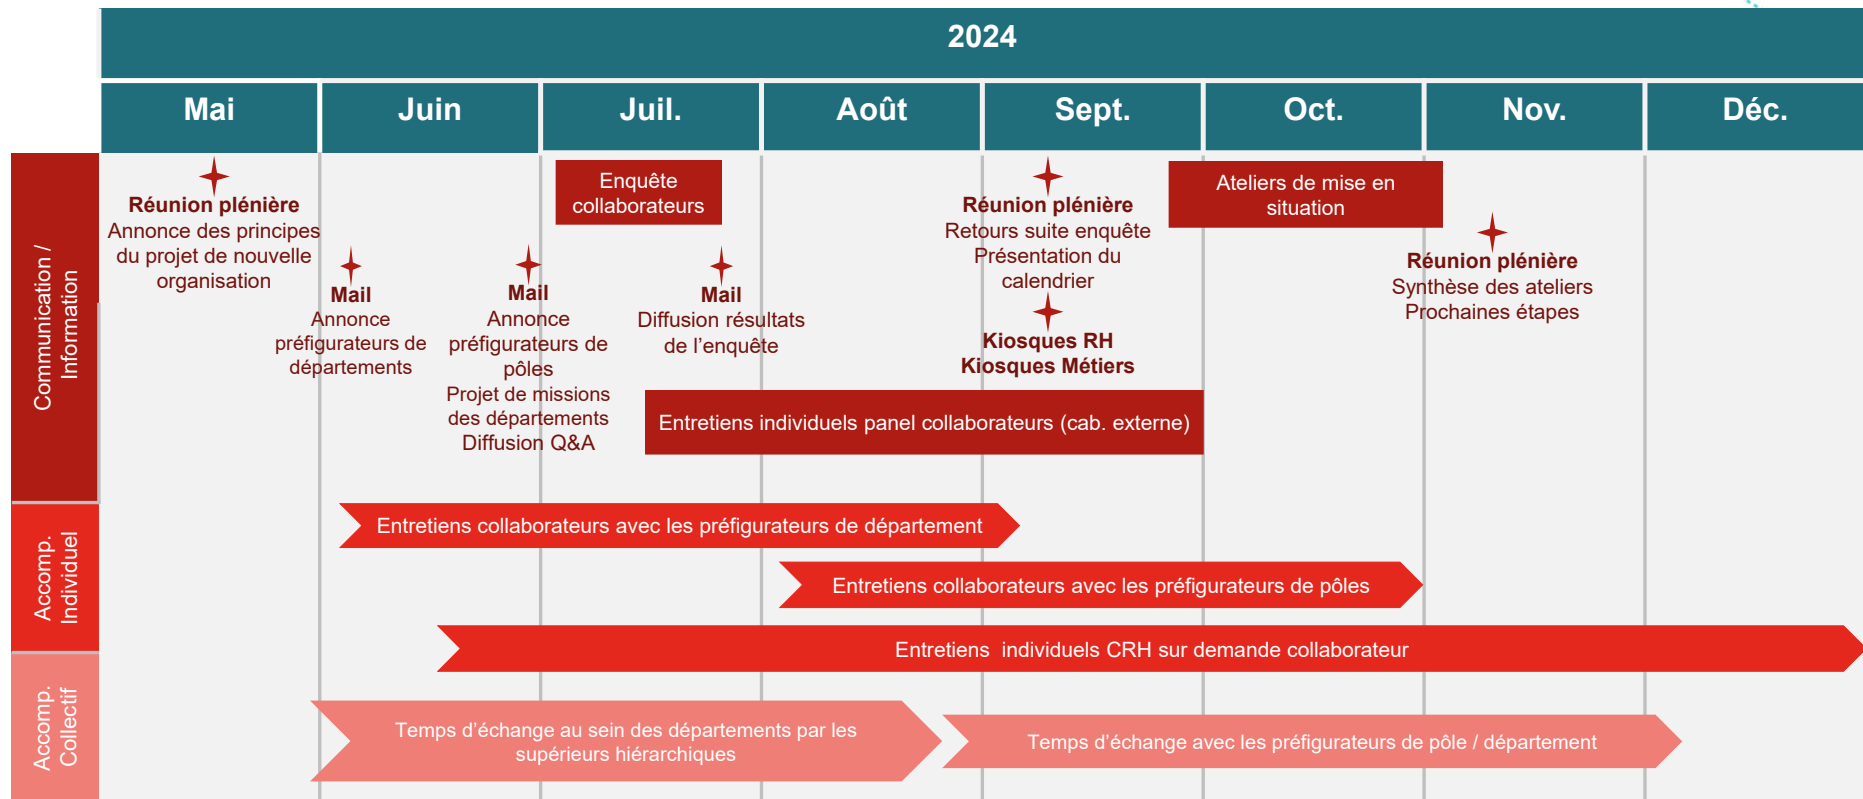 2024
Mai
Juin
Juil.
Août
Sept.
Oct.
Nov.
Déc.
Communication /
Information
Réunion plénière
Annonce des principes
du projet de nouvelle
organisation
Mail
Annonce
préfigurateurs de
départements
Mail
Annonce
préfigurateurs de
pôles
Projet de missions
des départements
Diffusion Q&A
Enquête
collaborateurs
Mail
Diffusion résultats
de l'enquête
Réunion plénière
Retours suite enquête
Présentation du
calendrier
Kiosques RH
Kiosques Métiers
Ateliers de mise en
situation
Réunion plénière
Synthèse des ateliers
Prochaines étapes
Entretiens individuels panel collaborateurs (cab. externe)
Accomp.
Individuel
Entretiens collaborateurs avec les préfigurateurs de département
Entretiens collaborateurs avec les préfigurateurs de pôles
Entretiens individuels CRH sur demande collaborateur
Accomp.
Collectif
Temps d'échange au sein des départements par les
supérieurs hiérarchiques
Temps d'échange avec les préfigurateurs de pôle / département